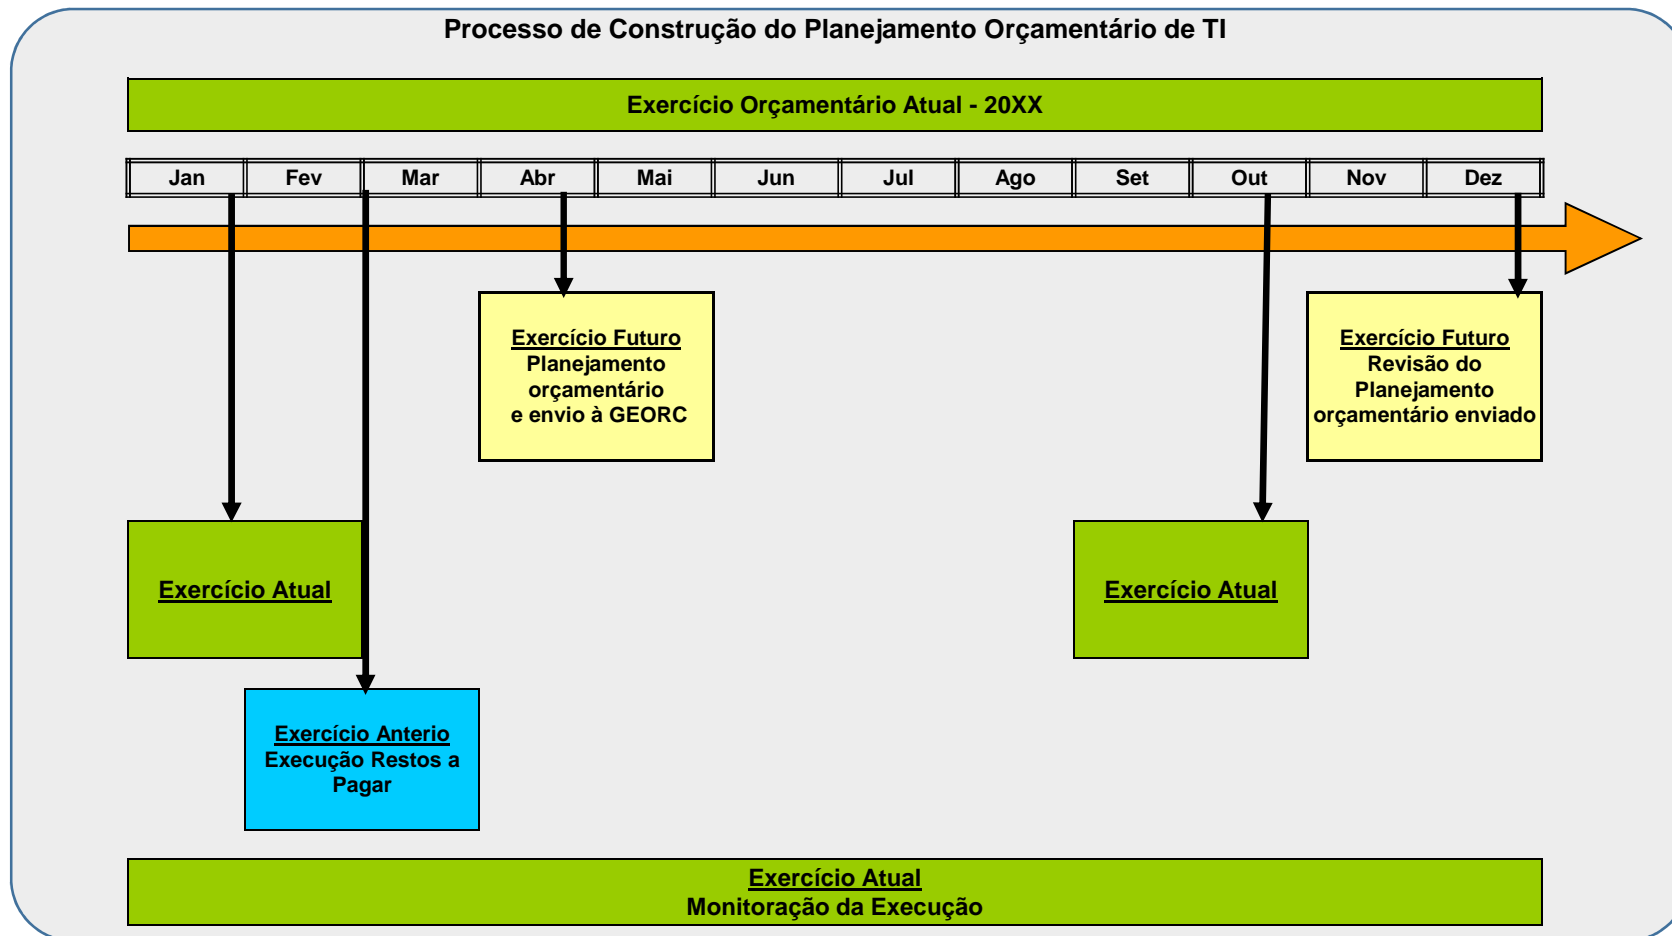 Processo de Construção do Planejamento Orçamentário de TI
Exercício Orçamentário Atual - 20XX
Jan Fev Mar Abr Mai Jun Jul Ago Set Out Nov Dez
Exercício Futuro
Planejamento
orçamentário
e envio à GEORC
Exercício Futuro
Revisão do
Planejamento
orçamentário enviado
Exercício Atual
Exercício Atual
Exercício Anterio
Execução Restos a
Pagar
Exercício Atual
Monitoração da Execução